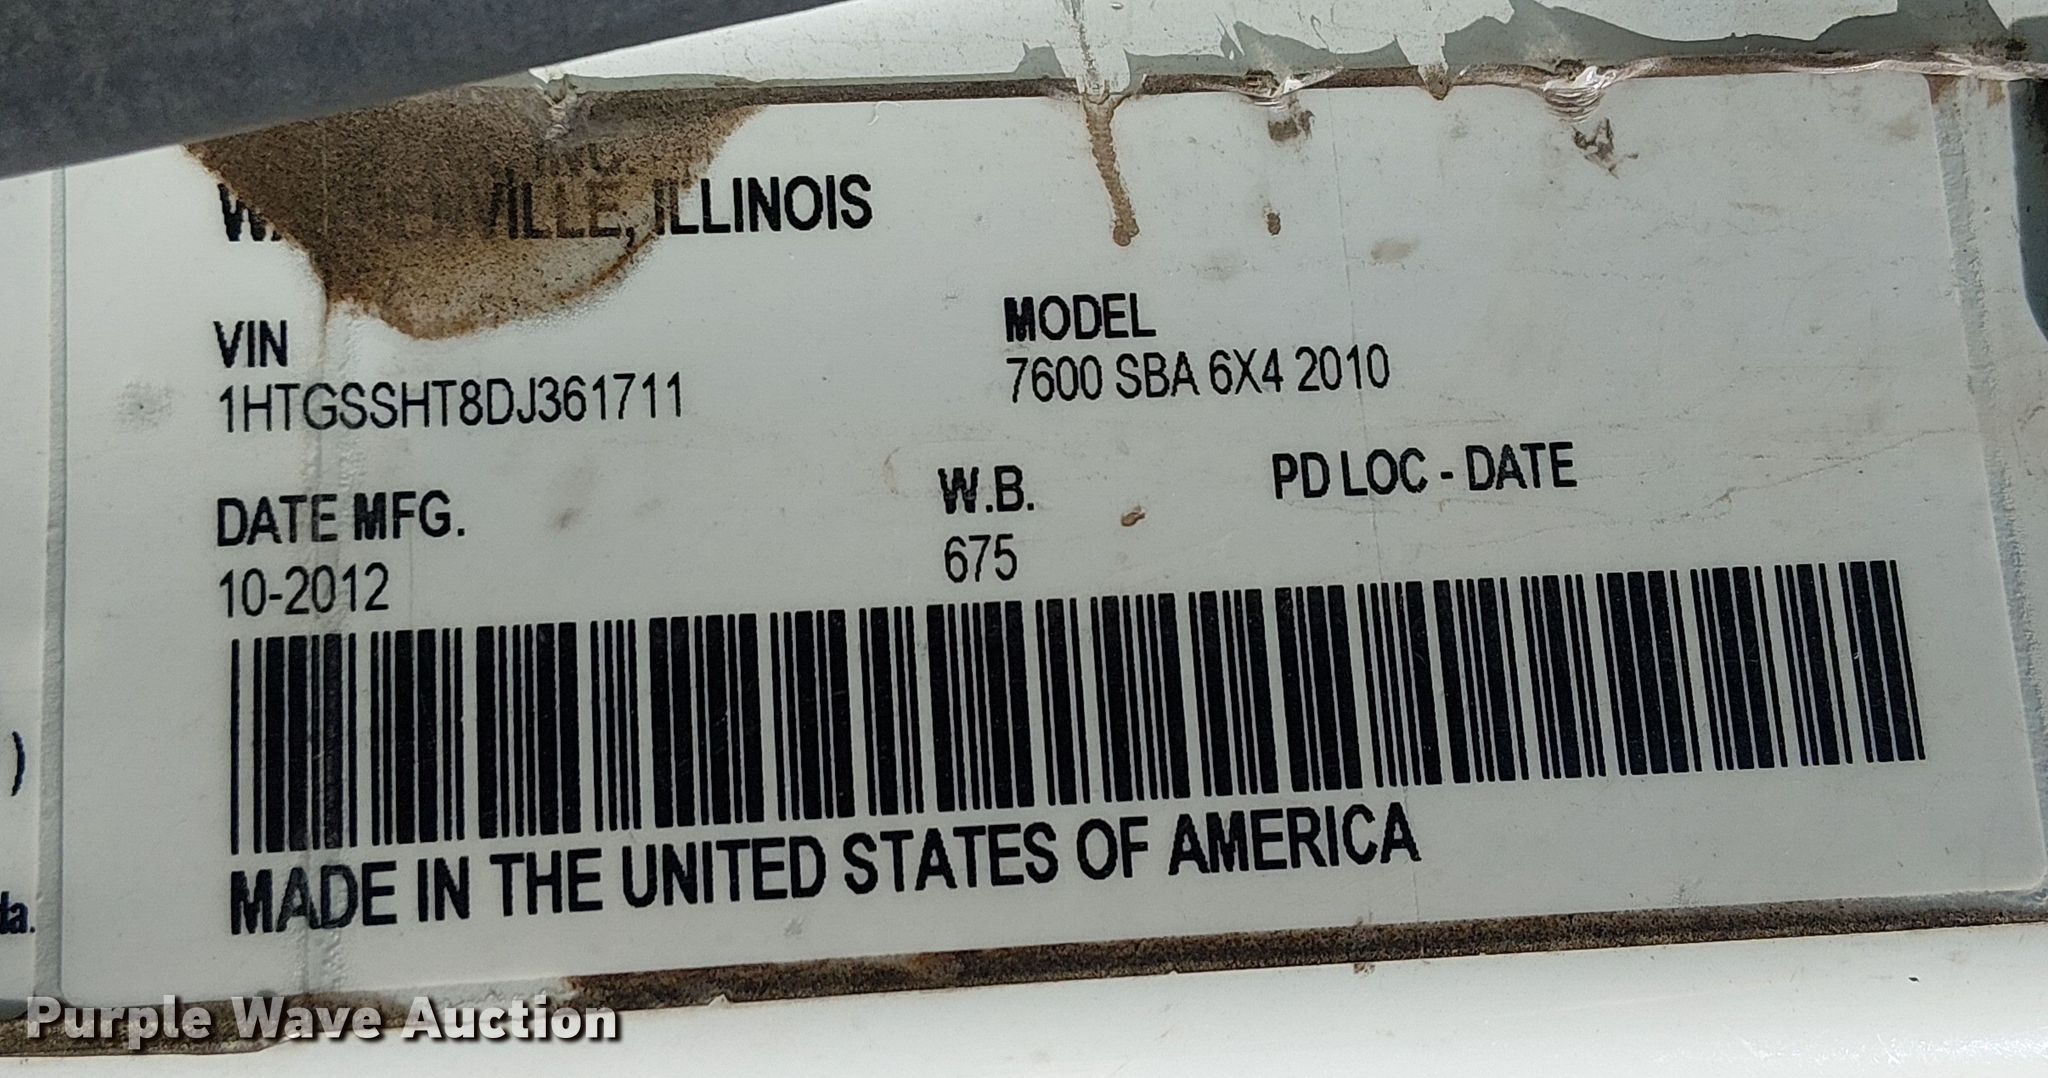 INC.
ILLINOIS
VIN
1HTGSSHT8DJ361711
MODEL
7600 SBA 6X4 2010
DATE MFG.
10-2012
W.B.
675
PD LOC - DATE
MADE IN THE UNITED STATES OF AMERICA
)
Purple Wave Auction